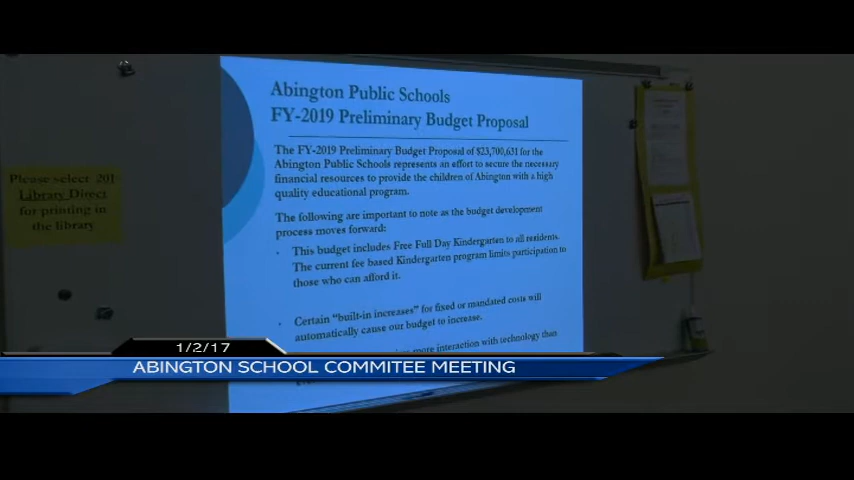 Abington Public Schools
FY-2019 Preliminary Budget Proposal
The FY-2019 Preliminary Budget Proposal of $23,700,631 for the
Abington Public Schools represents an effort to secure the necessary
financial resources to provide the children of Abington with a high
quality educational program.
The following are important to note as the budget development
process moves forward:
· This budget includes Free Full Day Kindergarten to all residents.
The current fee based Kindergarten program limits participation to
those who can afford it.
· Certain "built-in increases" for fixed or mandated costs will
automatically cause our budget to increase.
more interaction with technology than
Please select 201
Library Direct
for printing in
the library
1/2/17
ABINGTON SCHOOL COMMITEE MEETING